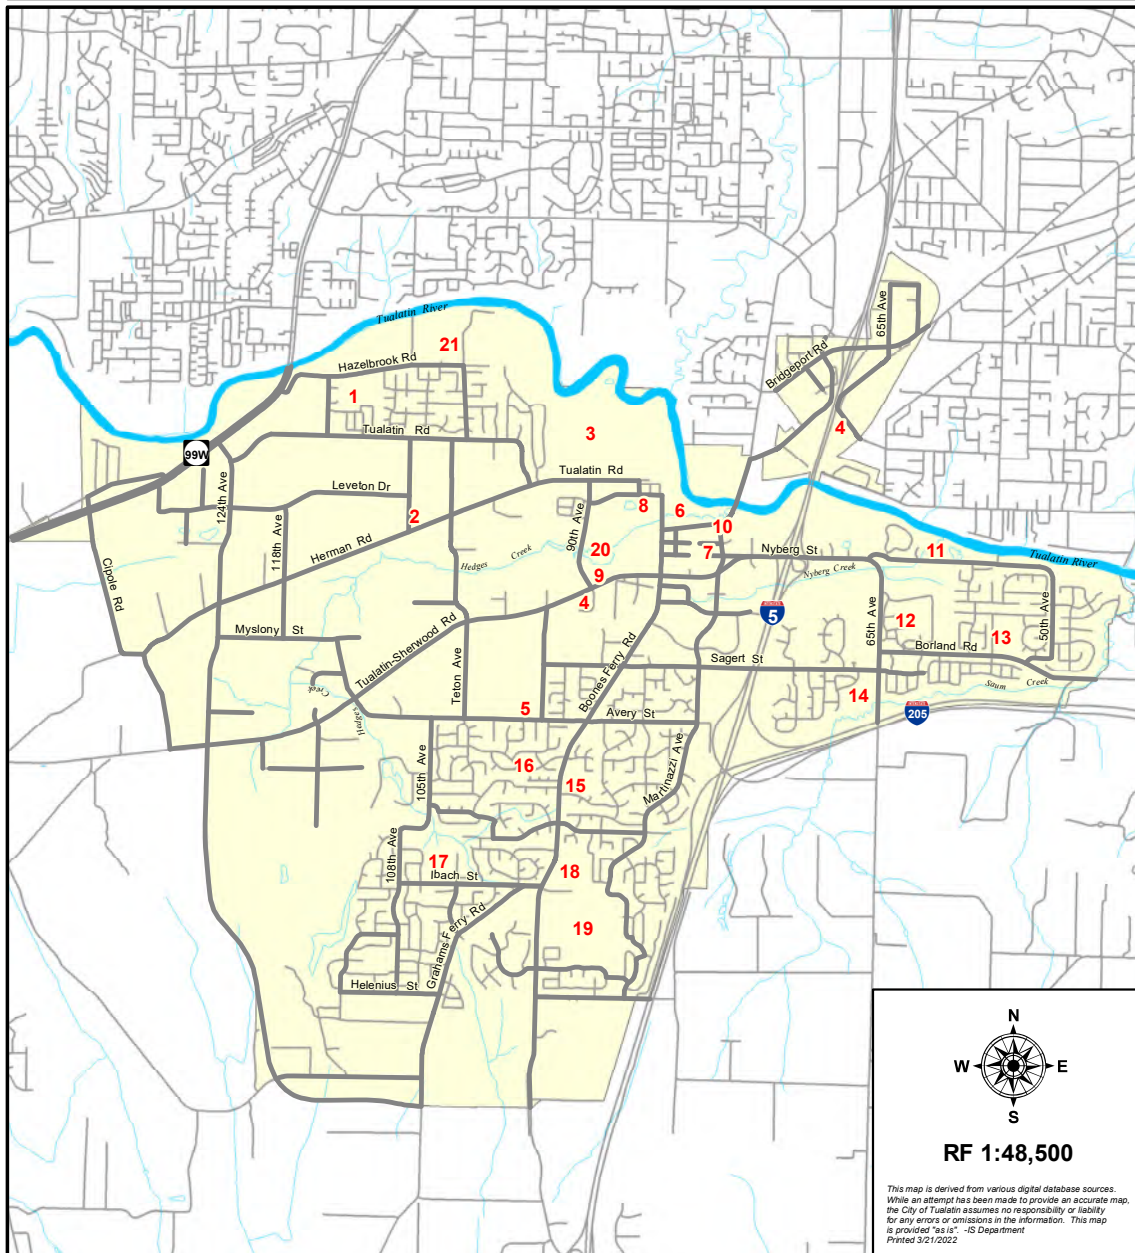 Tualatin River
65th Ave
Bridgeport Rd
21
Hazelbrook Rd
1
3
4
Tualatin Rd
99W
Tualatin Rd
Leveton Dr
124th Ave
2
8
6
10
90th Ave
118th Ave
Herman Rd
20
7
Nyberg St
11
Creek
Tualatin River
Hedges
Nyberg Creek
9
Cipole Rd
4
5
12
65th Ave
50th Ave
13
Myslony St
Tualatin-Sherwood Rd
Borland Rd
Sagert St
Boones Ferry Rd
Teton Ave
Creek
Saum Creek
14
Hedges
5
Avery St
205
16
105th Ave
15
Martinazzi Ave
108th Ave
17
18
Ibach St
19
Grahams Ferry Rd
Helenius St
N
W E
S
RF 1:48,500
This map is derived from various digital database sources.
While an attempt has been made to provide an accurate map,
the City of Tualatin assumes no responsibility or liability
for any errors or omissions in the information. This map
is provided "as is". -IS Department
Printed 3/21/2022